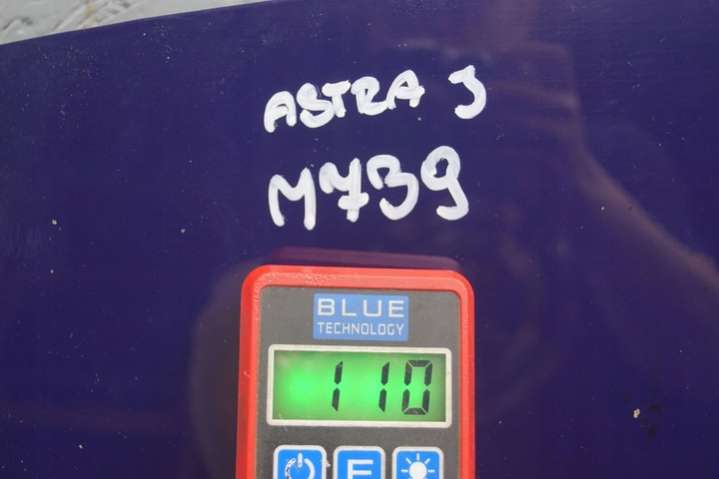 ASTRA J
M739
BLUE
TECHNOLOGY
110
F